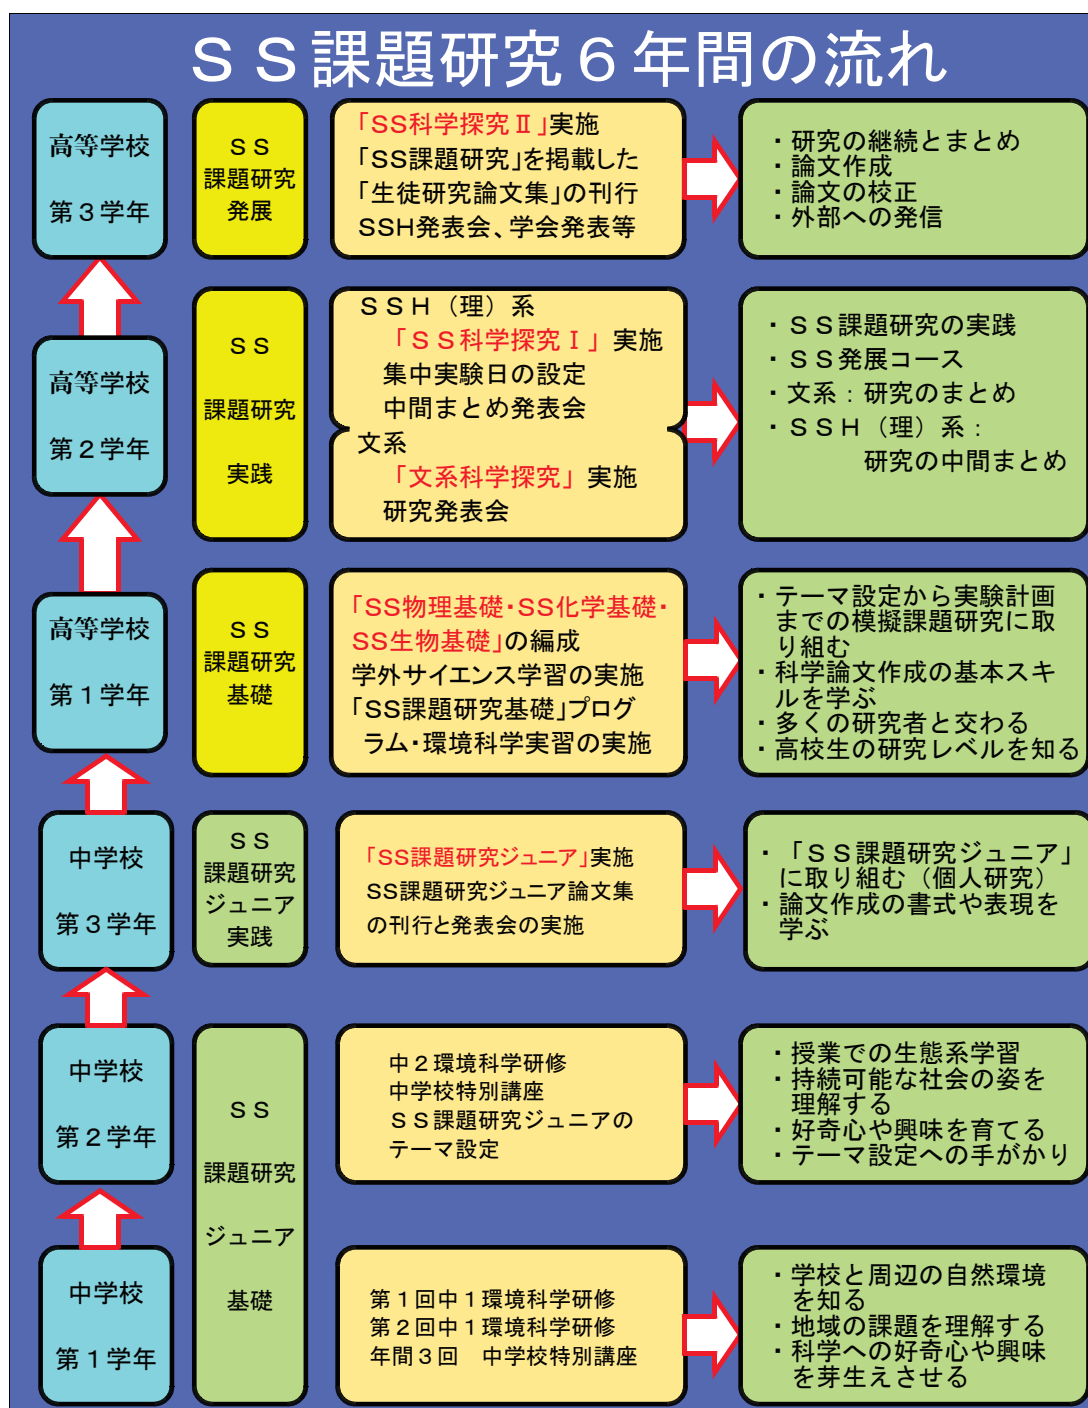 ＳＳ課題研究６年間の流れ
高等学校
第３学年
ＳＳ
課題研究
発展
「SS科学探究Ⅱ」実施
「SS課題研究」を掲載した
「生徒研究論文集」の刊行
SSH発表会、学会発表等
・研究の継続とまとめ
・論文作成
・論文の校正
・外部への発信
高等学校
第２学年
ＳＳ
課題研究
実践
ＳＳＨ（理）系
「ＳＳ科学探究Ⅰ」実施
集中実験日の設定
中間まとめ発表会
文系
「文系科学探究」実施
研究発表会
・ＳＳ課題研究の実践
・ＳＳ発展コース
・文系：研究のまとめ
・ＳＳＨ（理）系：
研究の中間まとめ
高等学校
第１学年
ＳＳ
課題研究
基礎
「SS物理基礎・SS化学基礎・
SS生物基礎」の編成
学外サイエンス学習の実施
「SS課題研究基礎」プログ
ラム・環境科学実習の実施
・テーマ設定から実験計画
までの模擬課題研究に取
り組む
・科学論文作成の基本スキ
ルを学ぶ
・多くの研究者と交わる
・高校生の研究レベルを知る
中学校
第３学年
ＳＳ
課題研究
ジュニア
実践
「SS課題研究ジュニア」実施
SS課題研究ジュニア論文集
の刊行と発表会の実施
・「ＳＳ課題研究ジュニア」
に取り組む（個人研究）
・論文作成の書式や表現を
学ぶ
中学校
第２学年
ＳＳ
課題研究
ジュニア
基礎
中２環境科学研修
中学校特別講座
ＳＳ課題研究ジュニアの
テーマ設定
・授業での生態系学習
・持続可能な社会の姿を
理解する
・好奇心や興味を育てる
・テーマ設定への手がかり
中学校
第１学年
第１回中１環境科学研修
第２回中１環境科学研修
年間３回　中学校特別講座
・学校と周辺の自然環境
を知る
・地域の課題を理解する
・科学への好奇心や興味
を芽生えさせる